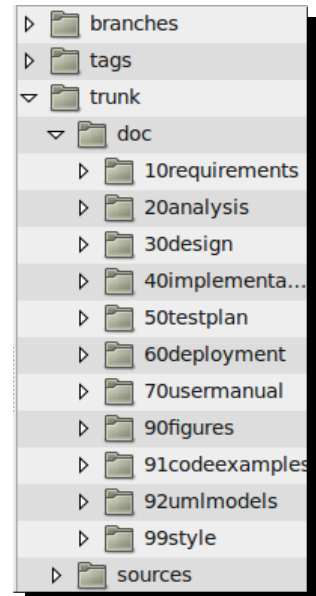 branches
tags
trunk
doc
10requirements
20analysis
30design
40implementa...
50testplan
60deployment
70usermanual
90figures
91codeexamples
92umlmodels
99style
sources